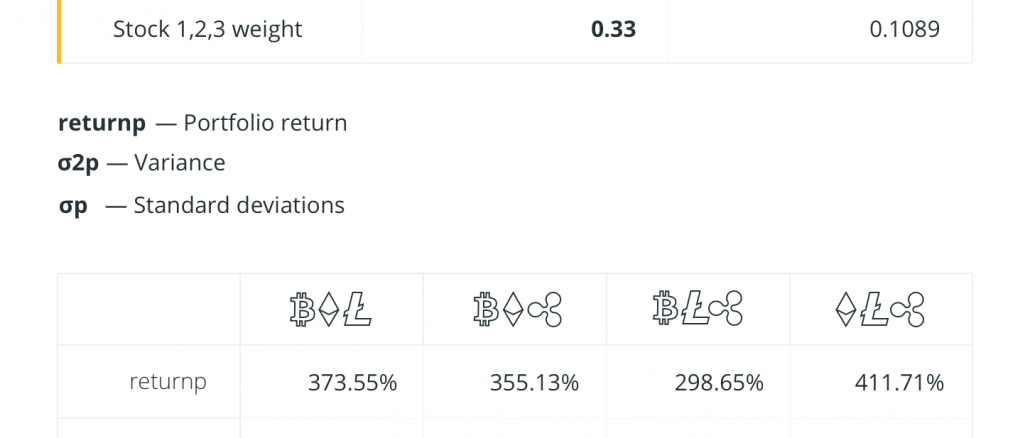 Stock 1,2,3 weight 0.33 0.1089
returnp — Portfolio return
σ2p — Variance
σp — Standard deviations
returnp 373.55% 355.13% 298.65% 411.71%